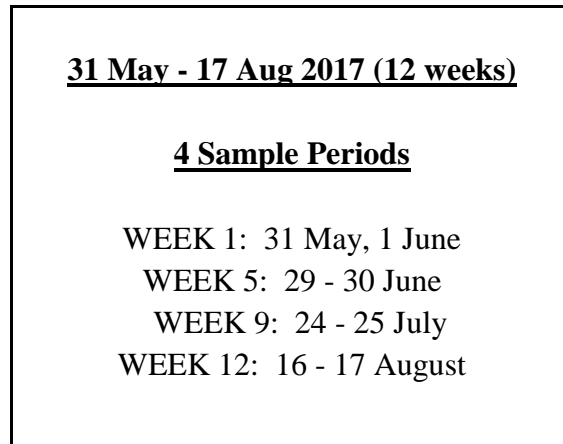 31 May - 17 Aug 2017 (12 weeks)
4 Sample Periods
WEEK 1: 31 May, 1 June
WEEK 5: 29 - 30 June
WEEK 9: 24 - 25 July
WEEK 12: 16 - 17 August